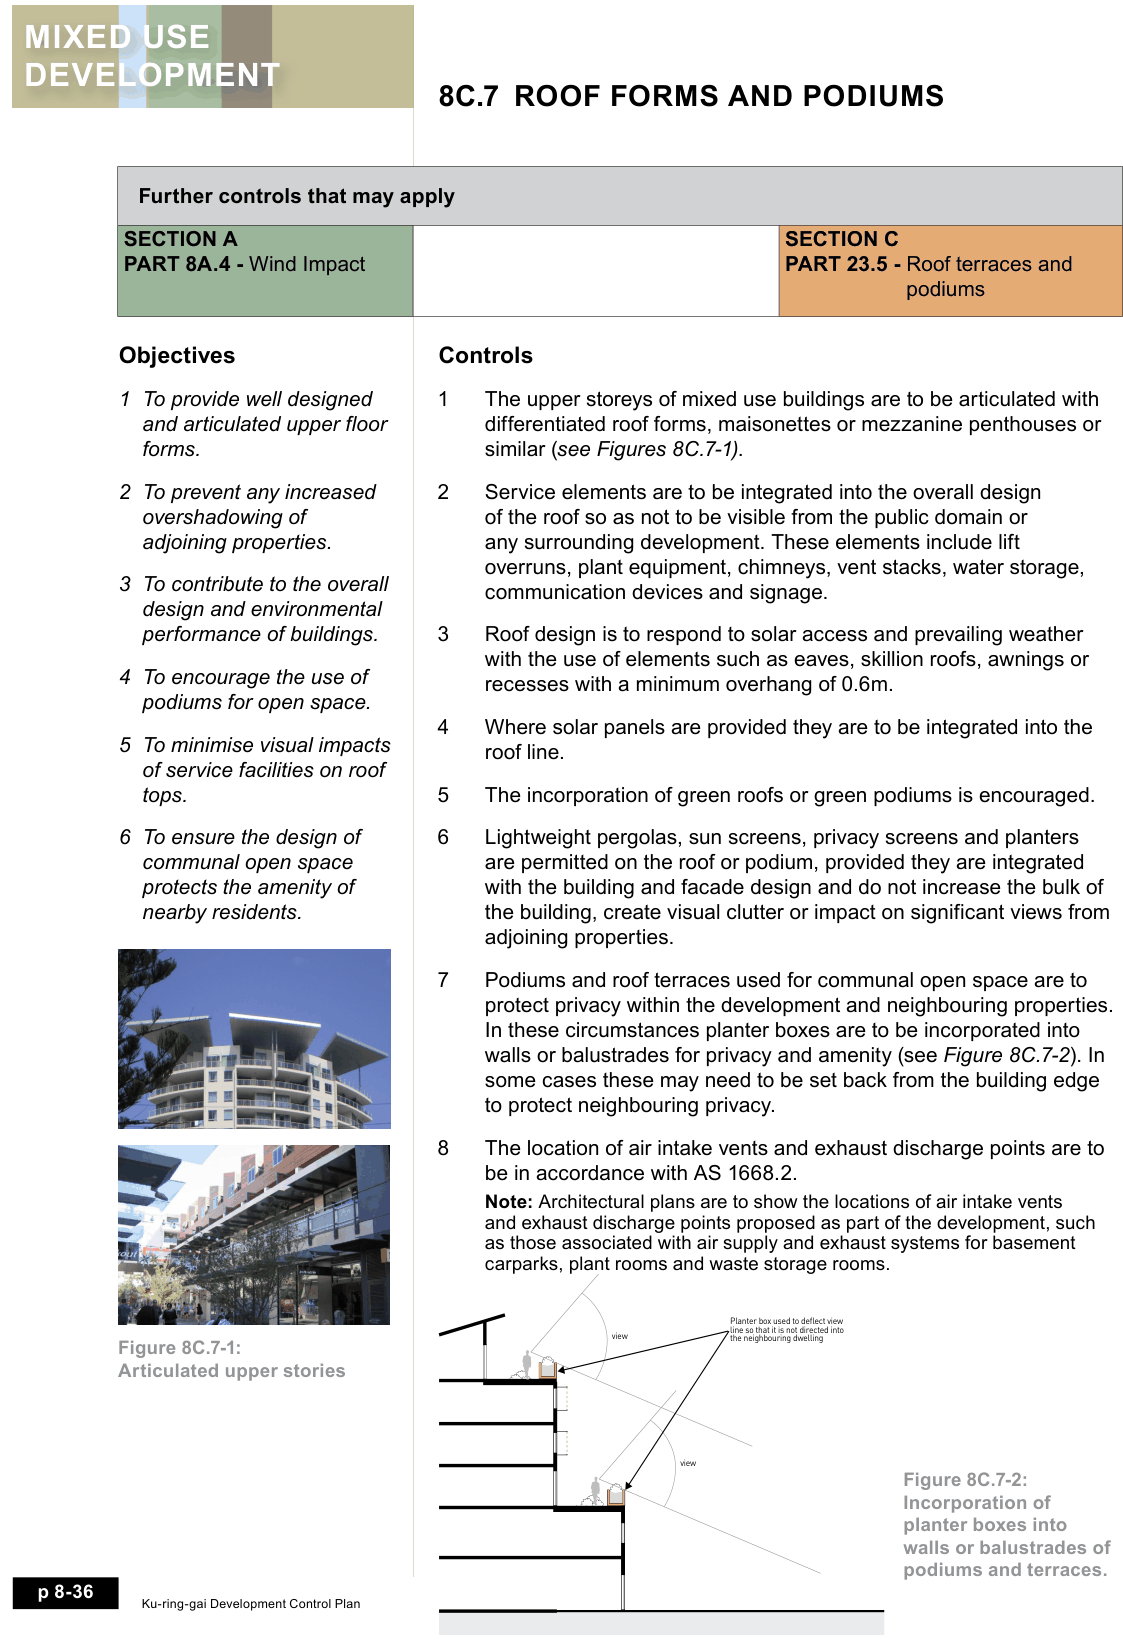 MIXED USE
DEVELOPMENT
8C.7 ROOF FORMS AND PODIUMS
Further controls that may apply
SECTION A
PART 8A.4 - Wind Impact
SECTION C
PART 23.5 - Roof terraces and
podiums
Objectives
1 To provide well designed
and articulated upper floor
forms.
2 To prevent any increased
overshadowing of
adjoining properties.
3 To contribute to the overall
design and environmental
performance of buildings.
4 To encourage the use of
podiums for open space.
5 To minimise visual impacts
of service facilities on roof
tops.
6 To ensure the design of
communal open space
protects the amenity of
nearby residents.
Figure 8C.7-1:
Articulated upper stories
Controls
1 The upper storeys of mixed use buildings are to be articulated with
differentiated roof forms, maisonettes or mezzanine penthouses or
similar (see Figures 8C.7-1).
2 Service elements are to be integrated into the overall design
of the roof so as not to be visible from the public domain or
any surrounding development. These elements include lift
overruns, plant equipment, chimneys, vent stacks, water storage,
communication devices and signage.
3 Roof design is to respond to solar access and prevailing weather
with the use of elements such as eaves, skillion roofs, awnings or
recesses with a minimum overhang of 0.6m.
4 Where solar panels are provided they are to be integrated into the
roof line.
5 The incorporation of green roofs or green podiums is encouraged.
6 Lightweight pergolas, sun screens, privacy screens and planters
are permitted on the roof or podium, provided they are integrated
with the building and facade design and do not increase the bulk of
the building, create visual clutter or impact on significant views from
adjoining properties.
7 Podiums and roof terraces used for communal open space are to
protect privacy within the development and neighbouring properties.
In these circumstances planter boxes are to be incorporated into
walls or balustrades for privacy and amenity (see Figure 8C.7-2). In
some cases these may need to be set back from the building edge
to protect neighbouring privacy.
8 The location of air intake vents and exhaust discharge points are to
be in accordance with AS 1668.2.
Note: Architectural plans are to show the locations of air intake vents
and exhaust discharge points proposed as part of the development, such
as those associated with air supply and exhaust systems for basement
carparks, plant rooms and waste storage rooms.
Planter box used to deflect view
line so that it is not directed into
the neighbouring dwelling
view
view
Figure 8C.7-2:
Incorporation of
planter boxes into
walls or balustrades of
podiums and terraces.
p 8-36
Ku-ring-gai Development Control Plan